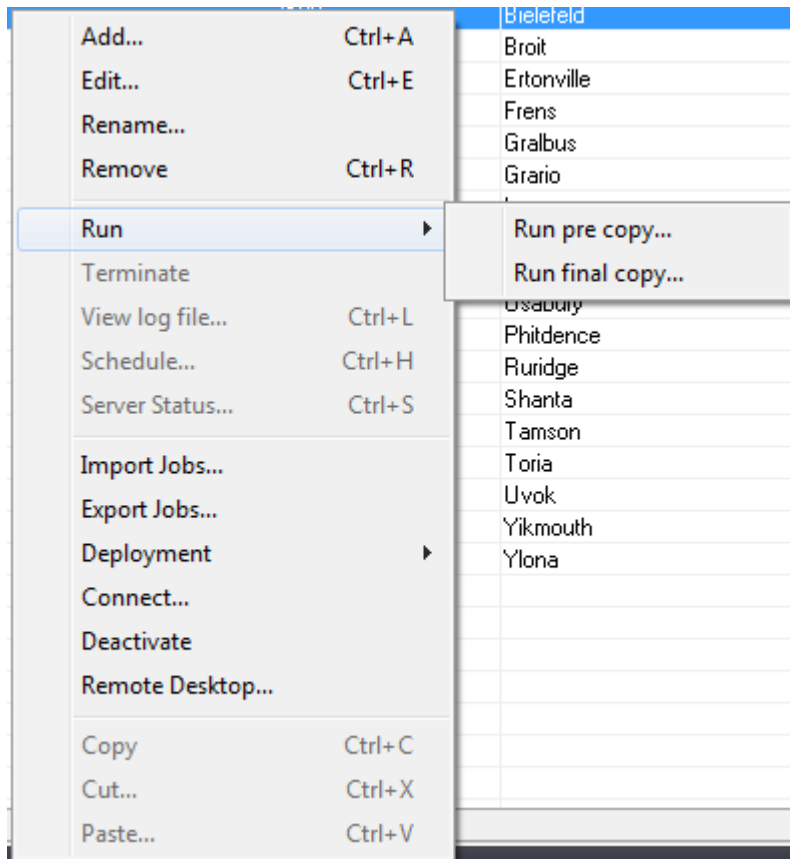 Bielefeld
Add... Ctrl+A
Broit
Edit... Ctrl+E
Ertonville
Frens
Rename...
Gralbus
Remove Ctrl+R
Grario
Run
Run pre copy...
Terminate
Run final copy...
View log file... Ctrl+L
Usabury
Phitdence
Schedule... Ctrl+H
Ruridge
Server Status... Ctrl+S
Shanta
Tamson
Import Jobs...
Toria
Export Jobs...
Uvok
Yikmouth
Deployment
Ylona
Connect...
Deactivate
Remote Desktop...
Copy Ctrl+C
Cut... Ctrl+X
Paste... Ctrl+V